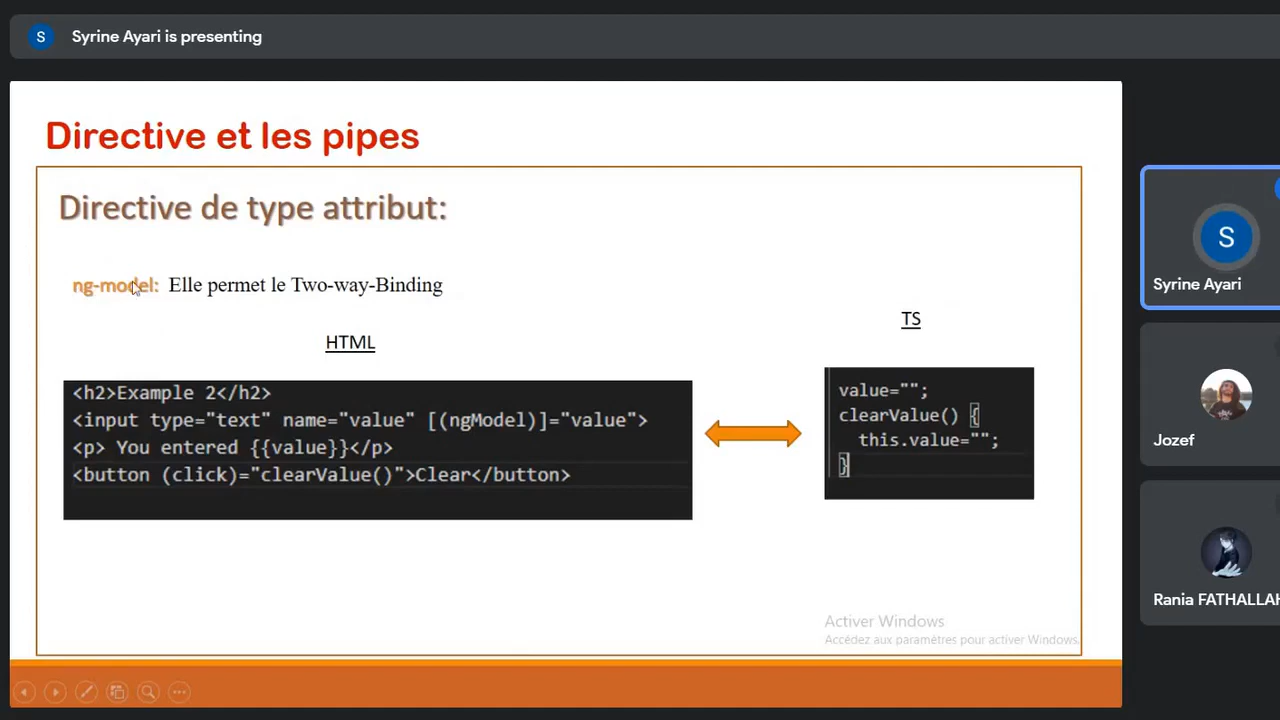 S
Syrine Ayari is presenting
Directive et les pipes
Directive de type attribut:
ng-model: Elle permet le Two-way-Binding
HTML
<h2>Example 2</h2>
<input type="text" name="value" [(ngModel)]="value">
<p> You entered {{value}}</p>
<button (click)="clearValue()">Clear</button>
TS
value="";
clearValue() {
this.value="";
}
Activer Windows
Accédez aux paramètres pour activer Windows.
S
Syrine Ayari
Jozef
Rania FATHALLAH